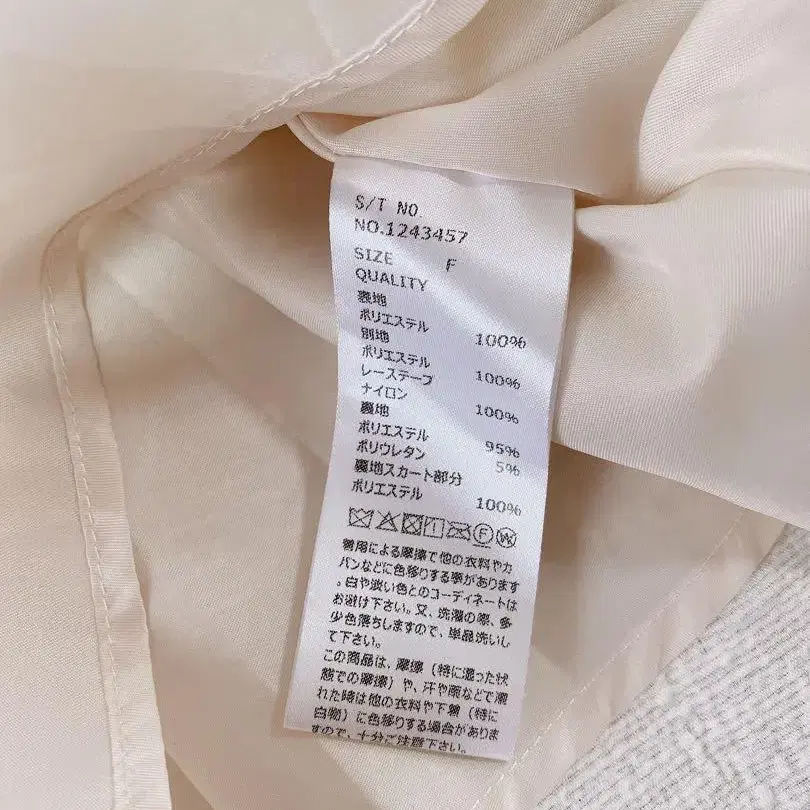 S/T NO.
NO.1243457
SIZE F
QUALITY
表地
ポリエステル 100%
別地
ポリエステル 100%
レーステープ
ナイロン 100%
裏地
ポリエステル 95%
ポリウレタン 5%
裏地スカート部分
ポリエステル 100%
F W
着用による摩擦で他の衣料やカ
バンなどに色移りする事があります
。白や淡い色とのコーディネートは
お避け下さい。又、洗濯の際、多
少色落ちしますので、単品洗いし
て下さい。
この商品は、摩擦（特に湿った状
態での摩擦）や、汗や雨などで濡
れた時は他の衣料や下着（特に
白物）に色移りする場合がありま
すので、十分ご注意下さい。